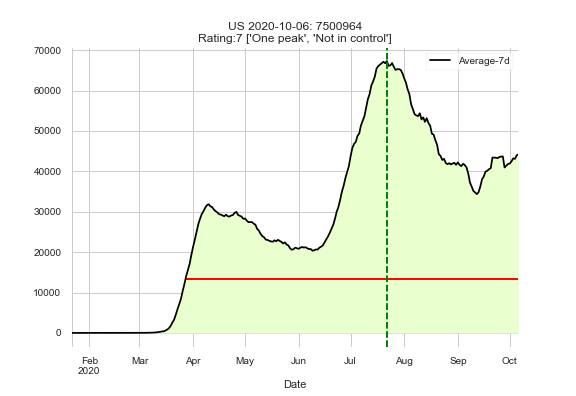 US 2020-10-06: 7500964
Rating:7 ['One peak', 'Not in control']
70000
Average-7d
60000
50000
40000
30000
20000
10000
0
Feb Mar Apr May Jun Jul Aug Sep Oct
2020
Date